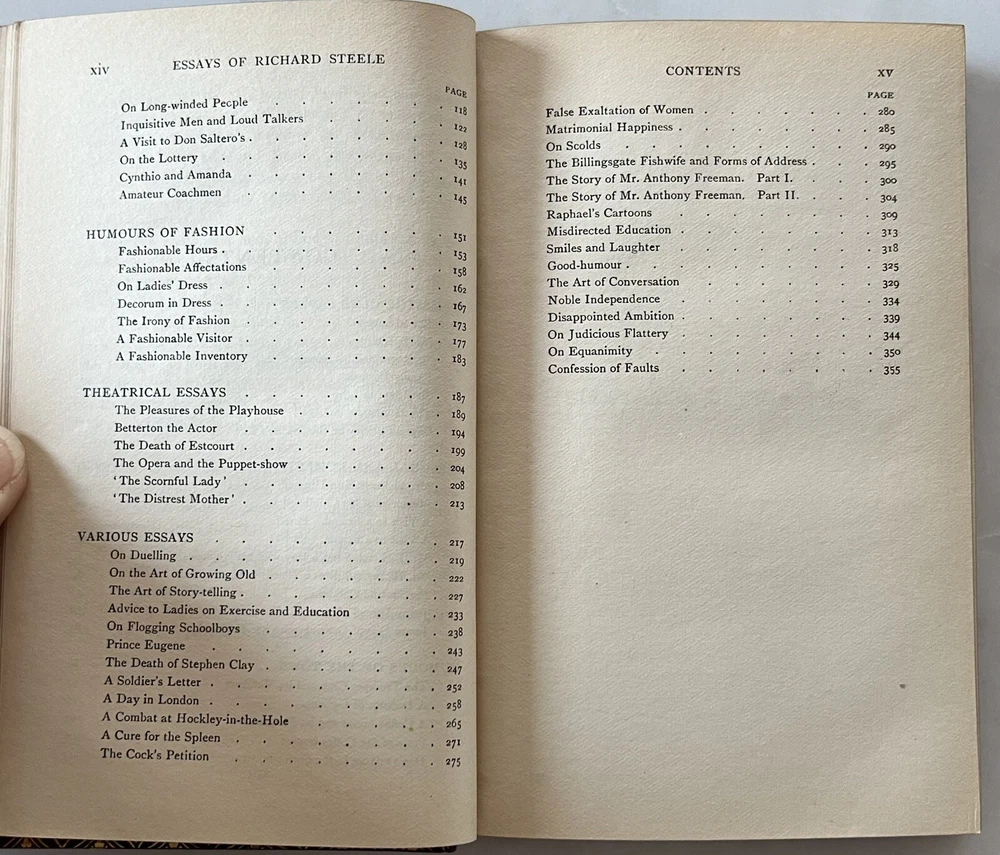 xiv ESSAYS OF RICHARD STEELE
PAGE
On Long-winded People . . . . . . 118
Inquisitive Men and Loud Talkers . . . . . 122
A Visit to Don Saltero's . . . . . . 128
On the Lottery . . . . . . 135
Cynthio and Amanda . . . . . . 141
Amateur Coachmen . . . . . . 145
HUMOURS OF FASHION . . . . . . 151
Fashionable Hours . . . . . . . 153
Fashionable Affectations . . . . . . 158
On Ladies' Dress . . . . . . . 162
Decorum in Dress . . . . . . . 167
The Irony of Fashion . . . . . . 173
A Fashionable Visitor . . . . . . 177
A Fashionable Inventory . . . . . . 183
THEATRICAL ESSAYS . . . . . . 187
The Pleasures of the Playhouse . . . . . 189
Betterton the Actor . . . . . . 194
The Death of Estcourt . . . . . . 199
The Opera and the Puppet-show . . . . . 204
'The Scornful Lady' . . . . . . 208
'The Distrest Mother' . . . . . . 213
VARIOUS ESSAYS . . . . . . . 217
On Duelling . . . . . . . 219
On the Art of Growing Old . . . . . . 222
The Art of Story-telling . . . . . . 227
Advice to Ladies on Exercise and Education . . . 233
On Flogging Schoolboys . . . . . . 238
Prince Eugene . . . . . . . 243
The Death of Stephen Clay . . . . . . 247
A Soldier's Letter . . . . . . . 252
A Day in London . . . . . . . 258
A Combat at Hockley-in-the-Hole . . . . 265
A Cure for the Spleen . . . . . . 271
The Cock's Petition . . . . . . 275
CONTENTS xv
PAGE
False Exaltation of Women . . . . . . 280
Matrimonial Happiness . . . . . . . 285
On Scolds . . . . . . . 290
The Billingsgate Fishwife and Forms of Address . . . 295
The Story of Mr. Anthony Freeman. Part I. . . . 300
The Story of Mr. Anthony Freeman. Part II. . . . 304
Raphael's Cartoons . . . . . . 309
Misdirected Education . . . . . . . 313
Smiles and Laughter . . . . . . 318
Good-humour . . . . . . . . 325
The Art of Conversation . . . . . . 329
Noble Independence . . . . . . 334
Disappointed Ambition . . . . . . . 339
On Judicious Flattery . . . . . . 344
On Equanimity . . . . . . . 350
Confession of Faults . . . . . . 355